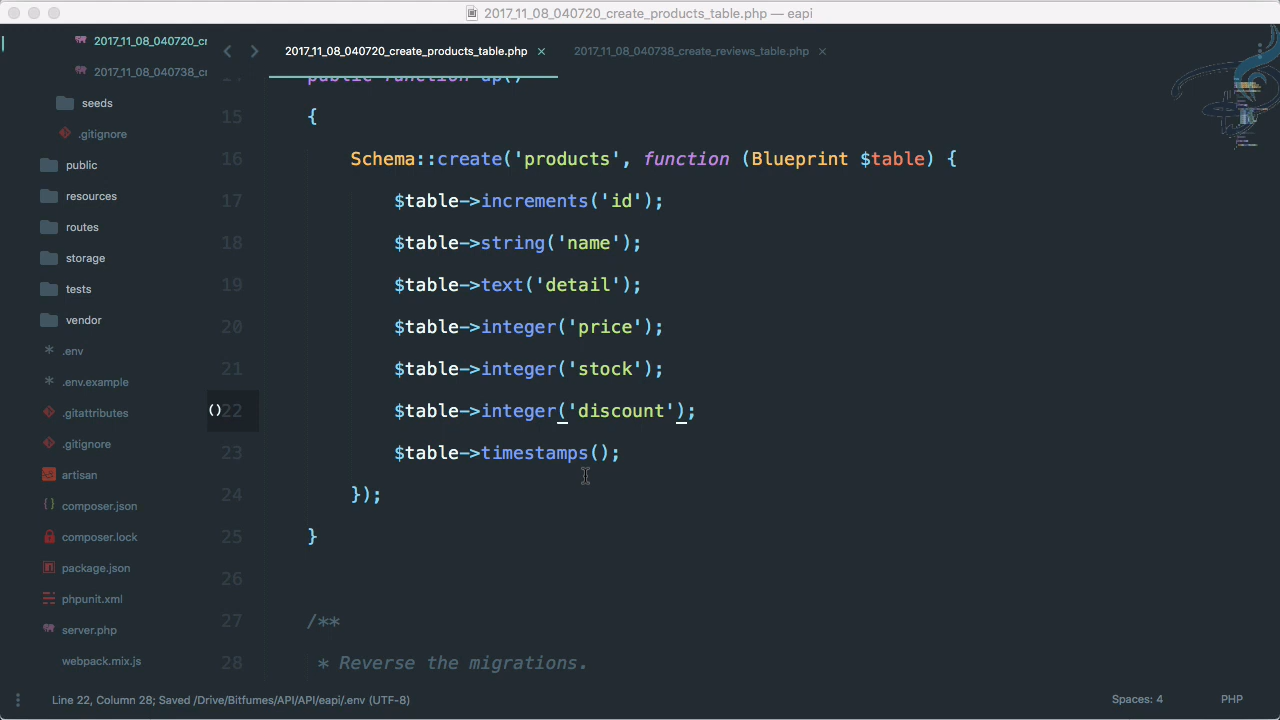 2017_11_08_040720_create_products_table.php — eapi
2017_11_08_040720_cr
2017_11_08_040738_cr
seeds
.gitignore
public
resources
routes
storage
tests
vendor
.env
.env.example
.gitattributes
.gitignore
artisan
composer.json
composer.lock
package.json
phpunit.xml
server.php
webpack.mix.js
2017_11_08_040720_create_products_table.php ×
2017_11_08_040738_create_reviews_table.php ×
public function up()
15 {
16 Schema::create('products', function (Blueprint $table) {
17 $table->increments('id');
18 $table->string('name');
19 $table->text('detail');
20 $table->integer('price');
21 $table->integer('stock');
() 22 $table->integer('discount');
23 $table->timestamps();
24 });
25 }
26
27 /**
28 * Reverse the migrations.
Line 22, Column 28; Saved /Drive/Bitfumes/API/API/eapi/.env (UTF-8)
Spaces: 4
PHP